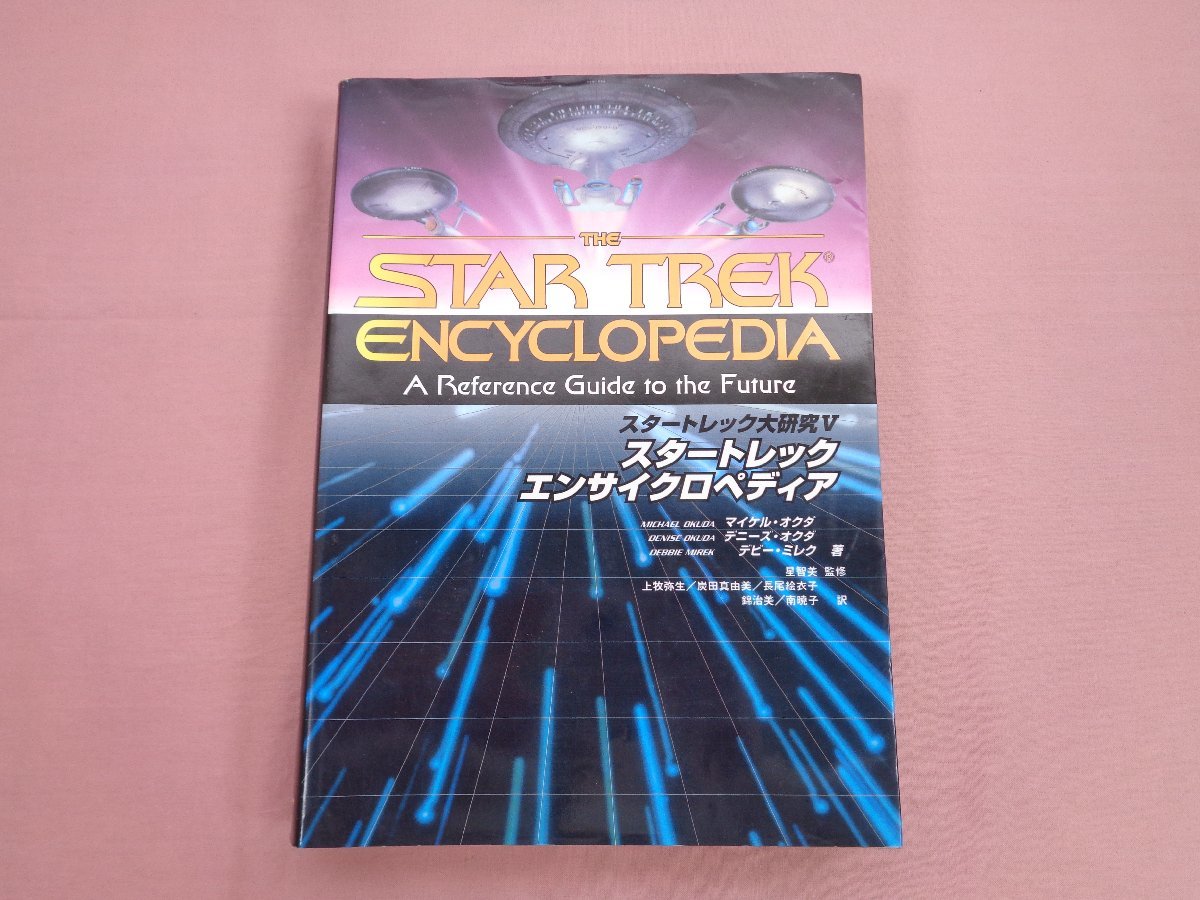 THE
STAR TREK®
ENCYCLOPEDIA
A Reference Guide to the Future
スタートレック大研究V
スタートレック
エンサイクロペディア
MICHAEL OKUDA マイケル・オクダ
DENISE OKUDA デニーズ・オクダ
DEBBIE MIREK デビー・ミレク 著
星智美 監修
上牧弥生／炭田真由美／長尾絵衣子
錦治美／南暁子 訳